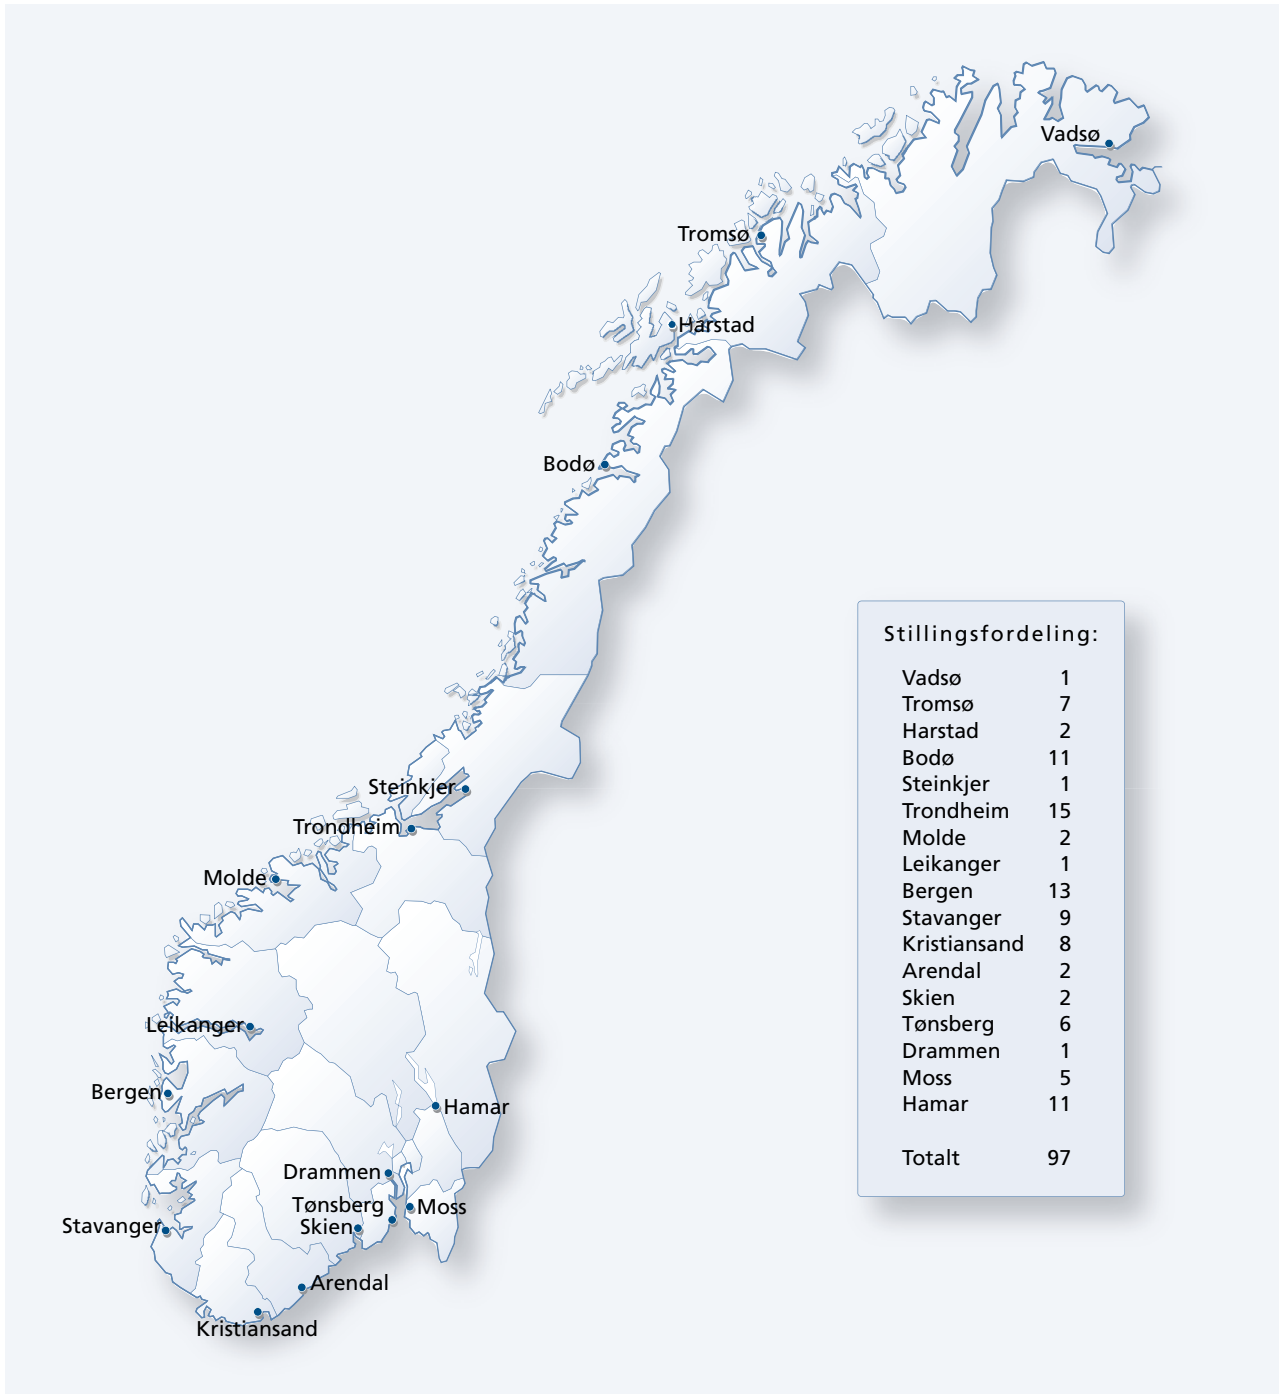 Vadsø
Tromsø
Harstad
Bodø
Steinkjer
Trondheim
Molde
Leikanger
Bergen
Hamar
Drammen
Tønsberg
Moss
Stavanger
Skien
Arendal
Kristiansand
Stillingsfordeling:
Vadsø 1
Tromsø 7
Harstad 2
Bodø 11
Steinkjer 1
Trondheim 15
Molde 2
Leikanger 1
Bergen 13
Stavanger 9
Kristiansand 8
Arendal 2
Skien 2
Tønsberg 6
Drammen 1
Moss 5
Hamar 11
Totalt 97